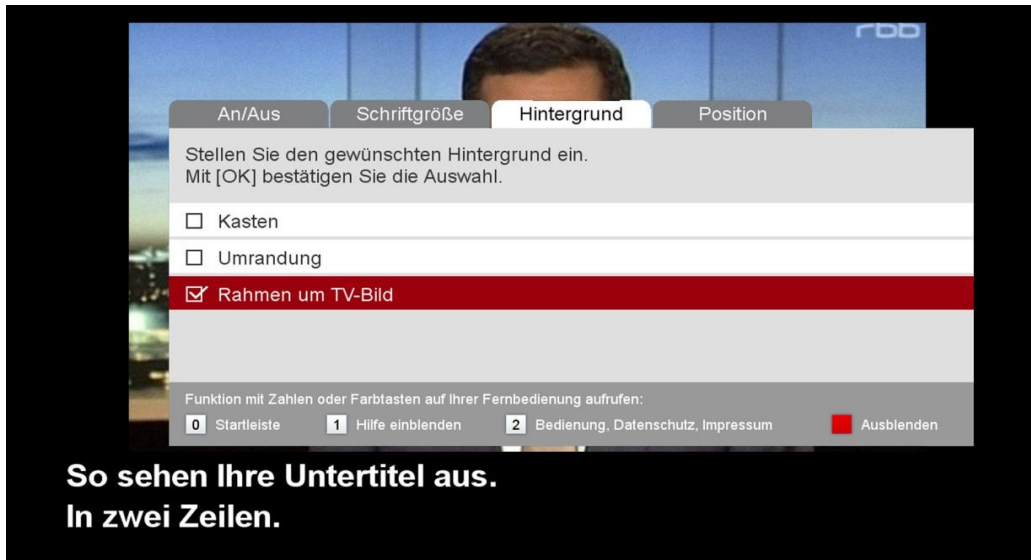 rbb
An/Aus Schriftgröße Hintergrund Position
Stellen Sie den gewünschten Hintergrund ein.
Mit [OK] bestätigen Sie die Auswahl.
Kasten
Umrandung
Rahmen um TV-Bild
Funktion mit Zahlen oder Farbtasten auf Ihrer Fernbedienung aufrufen:
0 Startleiste 1 Hilfe einblenden 2 Bedienung, Datenschutz, Impressum Ausblenden
So sehen Ihre Untertitel aus.
In zwei Zeilen.